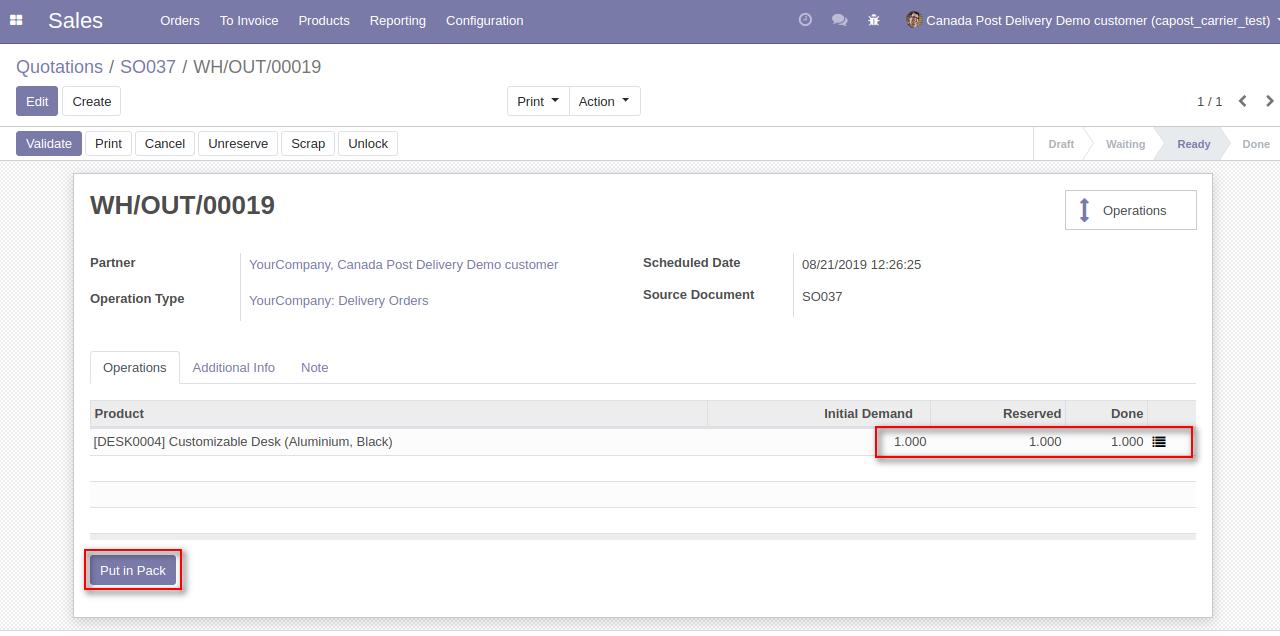 Sales Orders To Invoice Products Reporting Configuration Canada Post Delivery Demo customer (capost_carrier_test)
Quotations / SO037 / WH/OUT/00019
Edit Create Print Action 1 / 1
Validate Print Cancel Unreserve Scrap Unlock Draft Waiting Ready Done
WH/OUT/00019
Operations
Partner YourCompany, Canada Post Delivery Demo customer Scheduled Date 08/21/2019 12:26:25
Operation Type YourCompany: Delivery Orders Source Document SO037
Operations Additional Info Note
Product Initial Demand Reserved Done
[DESK0004] Customizable Desk (Aluminium, Black) 1.000 1.000 1.000
Put in Pack